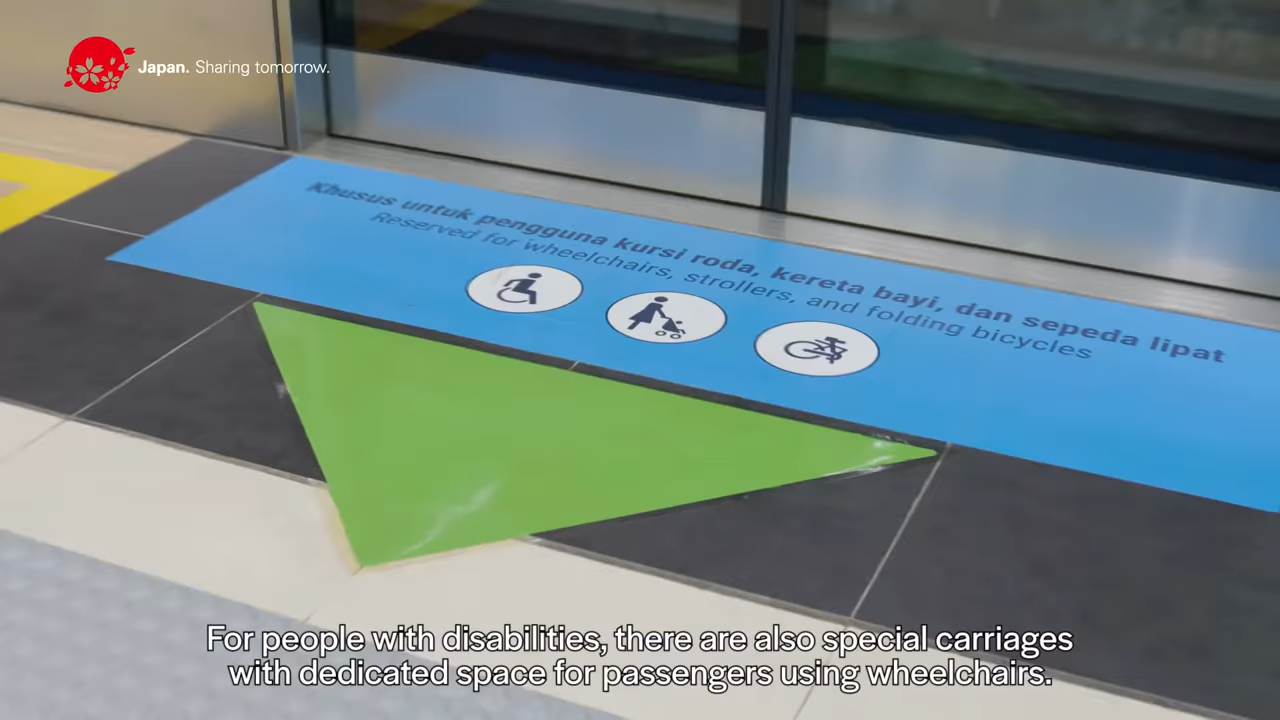 Japan. Sharing tomorrow.
Khusus untuk pengguna kursi roda, kereta bayi, dan sepeda lipat
Reserved for wheelchairs, strollers, and folding bicycles
For people with disabilities, there are also special carriages
with dedicated space for passengers using wheelchairs.